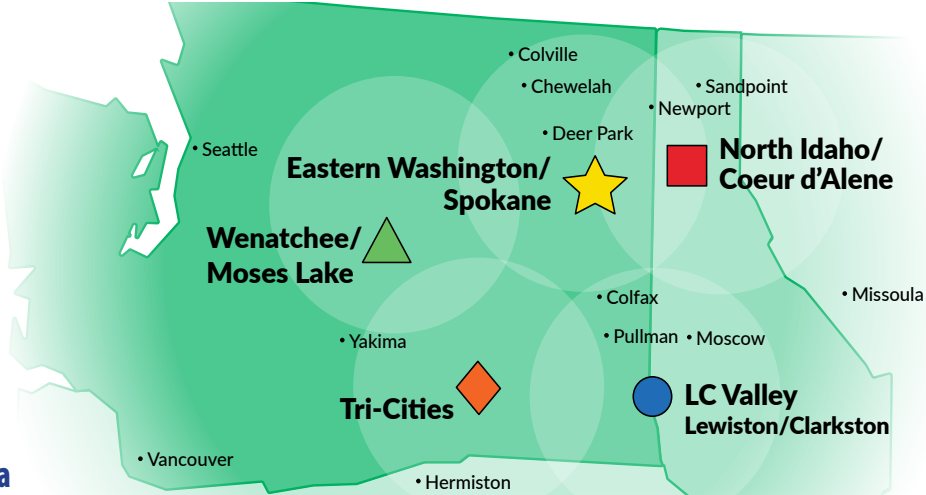 Colville
Chewelah
Sandpoint
Newport
Deer Park
Seattle
Eastern Washington/
Spokane
North Idaho/
Coeur d'Alene
Wenatchee/
Moses Lake
Colfax
Missoula
Yakima
Pullman
Moscow
Tri-Cities
LC Valley
Lewiston/Clarkston
Vancouver
a
Hermiston